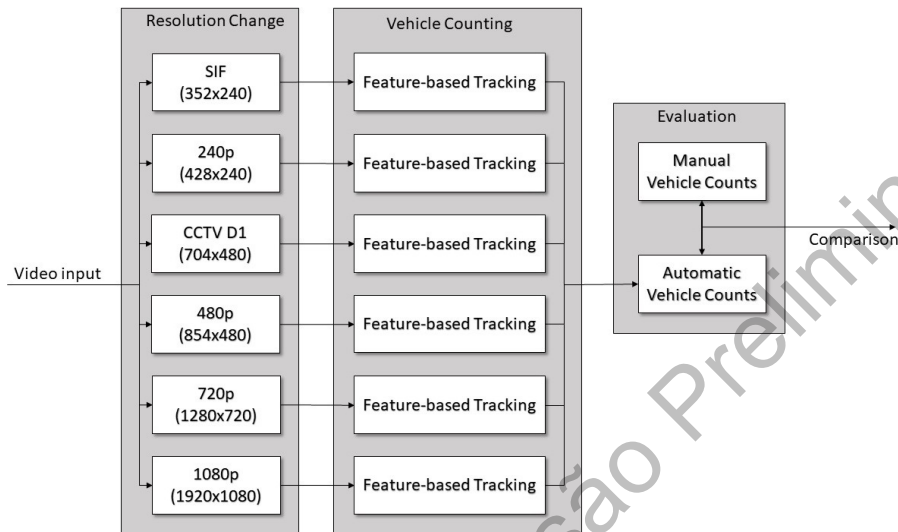 Resolution Change
Vehicle Counting
SIF
(352x240)
Feature-based Tracking
240p
(428x240)
Feature-based Tracking
CCTV D1
(704x480)
Feature-based Tracking
480p
(854x480)
Feature-based Tracking
720p
(1280x720)
Feature-based Tracking
1080p
(1920x1080)
Feature-based Tracking
Video input
Evaluation
Manual
Vehicle Counts
Comparison
Automatic
Vehicle Counts